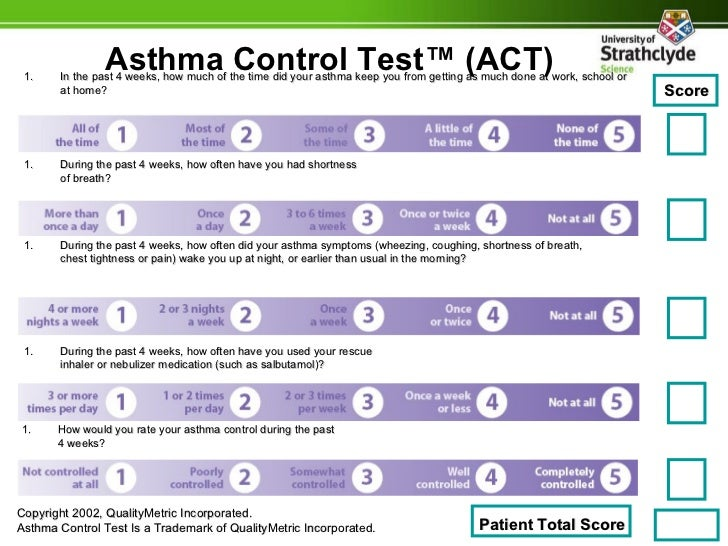 University of
Strathclyde
Science
Asthma Control Test™ (ACT)
Score
1. In the past 4 weeks, how much of the time did your asthma keep you from getting as much done at work, school or
at home?
All of the time 1 Most of the time 2 Some of the time 3 A little of the time 4 None of the time 5
1. During the past 4 weeks, how often have you had shortness
of breath?
More than once a day 1 Once a day 2 3 to 6 times a week 3 Once or twice a week 4 Not at all 5
1. During the past 4 weeks, how often did your asthma symptoms (wheezing, coughing, shortness of breath,
chest tightness or pain) wake you up at night, or earlier than usual in the morning?
4 or more nights a week 1 2 or 3 nights a week 2 Once a week 3 Once or twice 4 Not at all 5
1. During the past 4 weeks, how often have you used your rescue
inhaler or nebulizer medication (such as salbutamol)?
3 or more times per day 1 1 or 2 times per day 2 2 or 3 times per week 3 Once a week or less 4 Not at all 5
1. How would you rate your asthma control during the past
4 weeks?
Not controlled at all 1 Poorly controlled 2 Somewhat controlled 3 Well controlled 4 Completely controlled 5
Copyright 2002, QualityMetric Incorporated.
Asthma Control Test Is a Trademark of QualityMetric Incorporated.
Patient Total Score